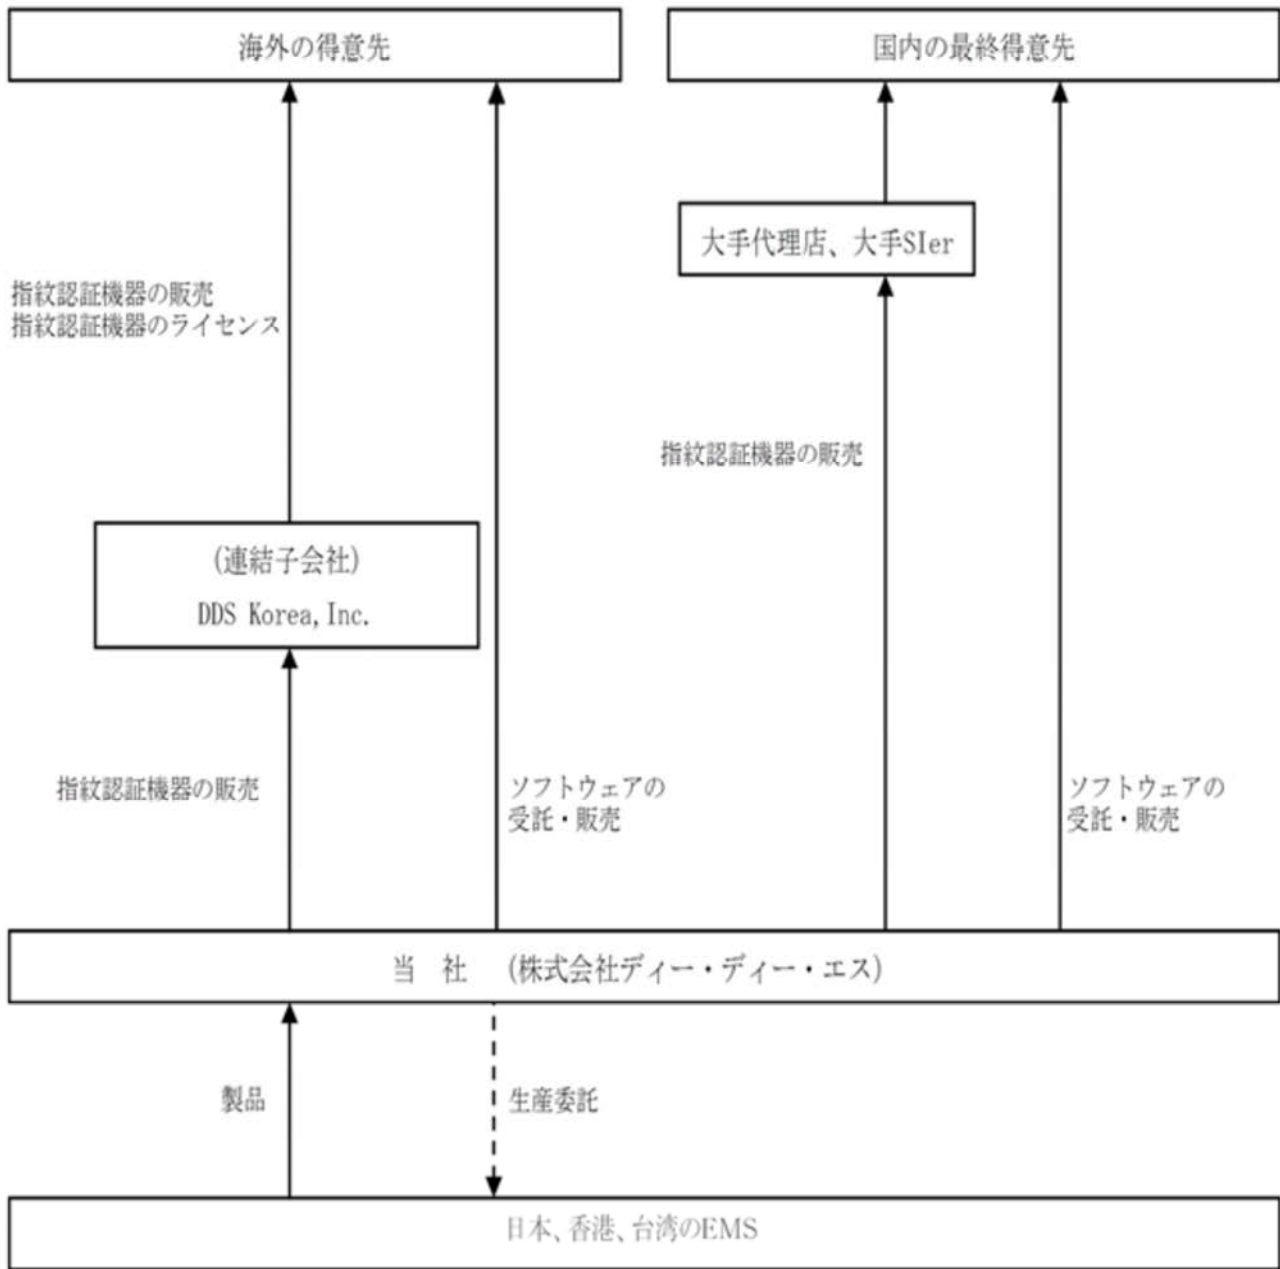 海外の得意先
国内の最終得意先
大手代理店、大手SIer
指紋認証機器の販売
指紋認証機器のライセンス
指紋認証機器の販売
(連結子会社)
DDS Korea,Inc.
指紋認証機器の販売
ソフトウェアの
受託・販売
ソフトウェアの
受託・販売
当　社　(株式会社ディー・ディー・エス)
製品
生産委託
日本、香港、台湾のEMS